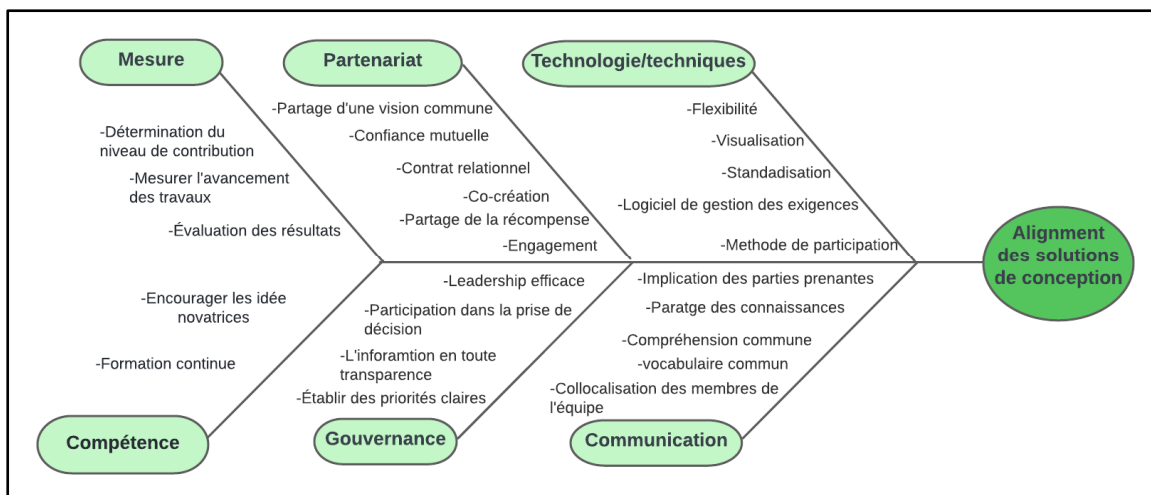 Mesure
-Détermination du
niveau de contribution
-Mesurer l'avancement
des travaux
-Évaluation des résultats
Partenariat
-Partage d'une vision commune
-Confiance mutuelle
-Contrat relationnel
-Co-création
-Partage de la récompense
-Engagement
Technologie/techniques
-Flexibilité
-Visualisation
-Standadisation
-Logiciel de gestion des exigences
-Methode de participation
Alignment
des solutions
de conception
-Encourager les idée
novatrices
-Formation continue
Compétence
-Leadership efficace
-Participation dans la prise de
décision
-L'inforamtion en toute
transparence
-Établir des priorités claires
Gouvernance
-Implication des parties prenantes
-Paratge des connaissances
-Compréhension commune
-vocabulaire commun
-Collocalisation des membres de
l'équipe
Communication